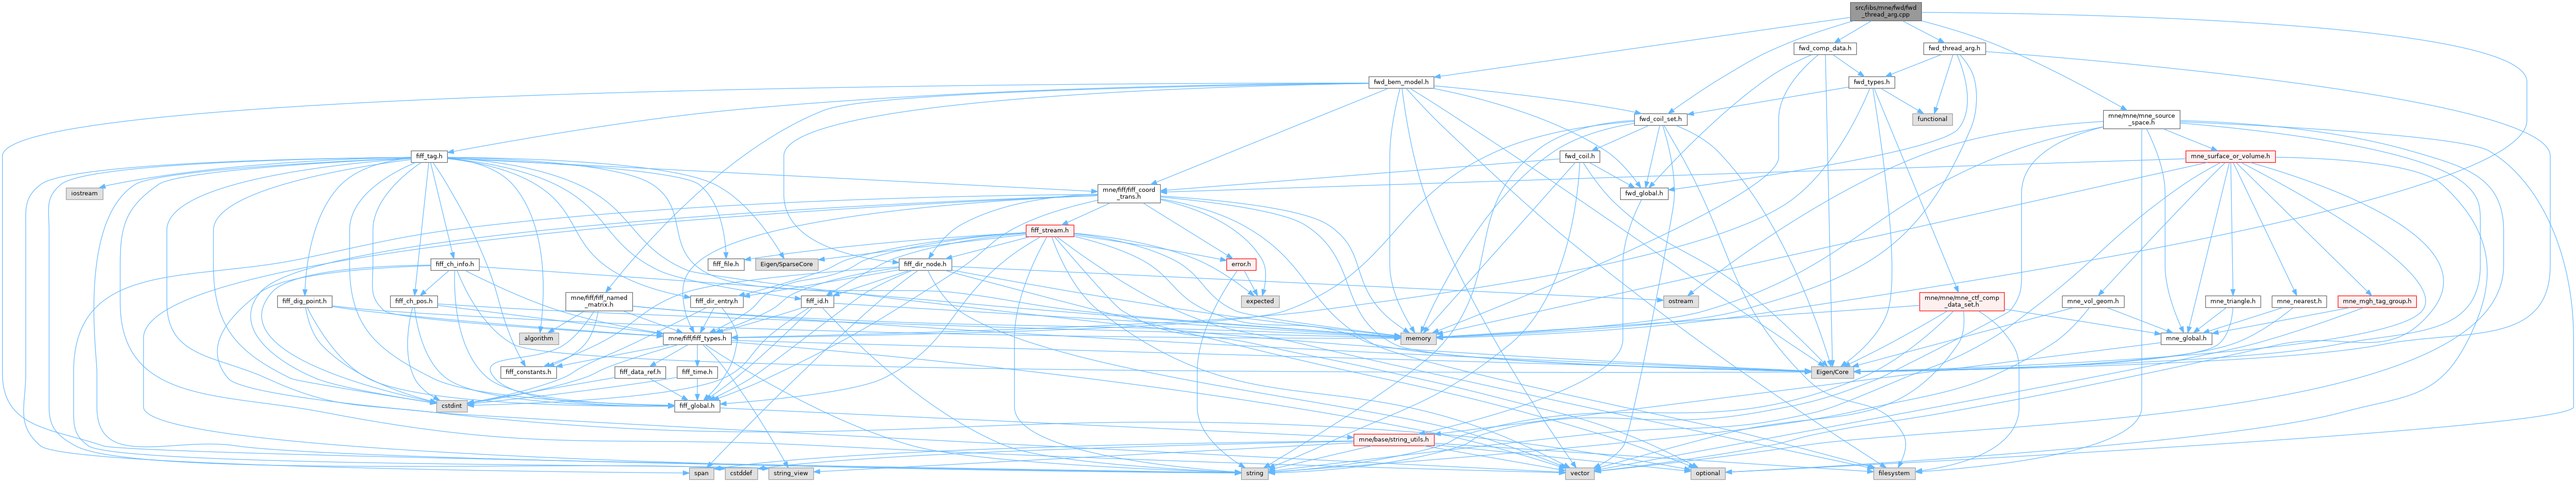 src/libs/mne/fwd/fwd
_thread_arg.cpp
fwd_comp_data.h
fwd_thread_arg.h
fwd_bem_model.h
fwd_types.h
fwd_coil_set.h
functional
mne/mne/mne_source
_space.h
fiff_tag.h
fwd_coil.h
mne_surface_or_volume.h
iostream
mne/fiff/fiff_coord
_trans.h
fwd_global.h
fiff_stream.h
fiff_ch_info.h
fiff_file.h
Eigen/SparseCore
fiff_dir_node.h
error.h
fiff_dig_point.h
fiff_ch_pos.h
mne/fiff/fiff_named
_matrix.h
fiff_dir_entry.h
fiff_id.h
ostream
expected
mne/mne/mne_ctf_comp
_data_set.h
mne_vol_geom.h
mne_triangle.h
mne_nearest.h
mne_mgh_tag_group.h
algorithm
mne/fiff/fiff_types.h
memory
mne_global.h
fiff_constants.h
fiff_data_ref.h
fiff_time.h
Eigen/Core
cstdint
fiff_global.h
mne/base/string_utils.h
span
cstddef
string_view
string
vector
optional
filesystem